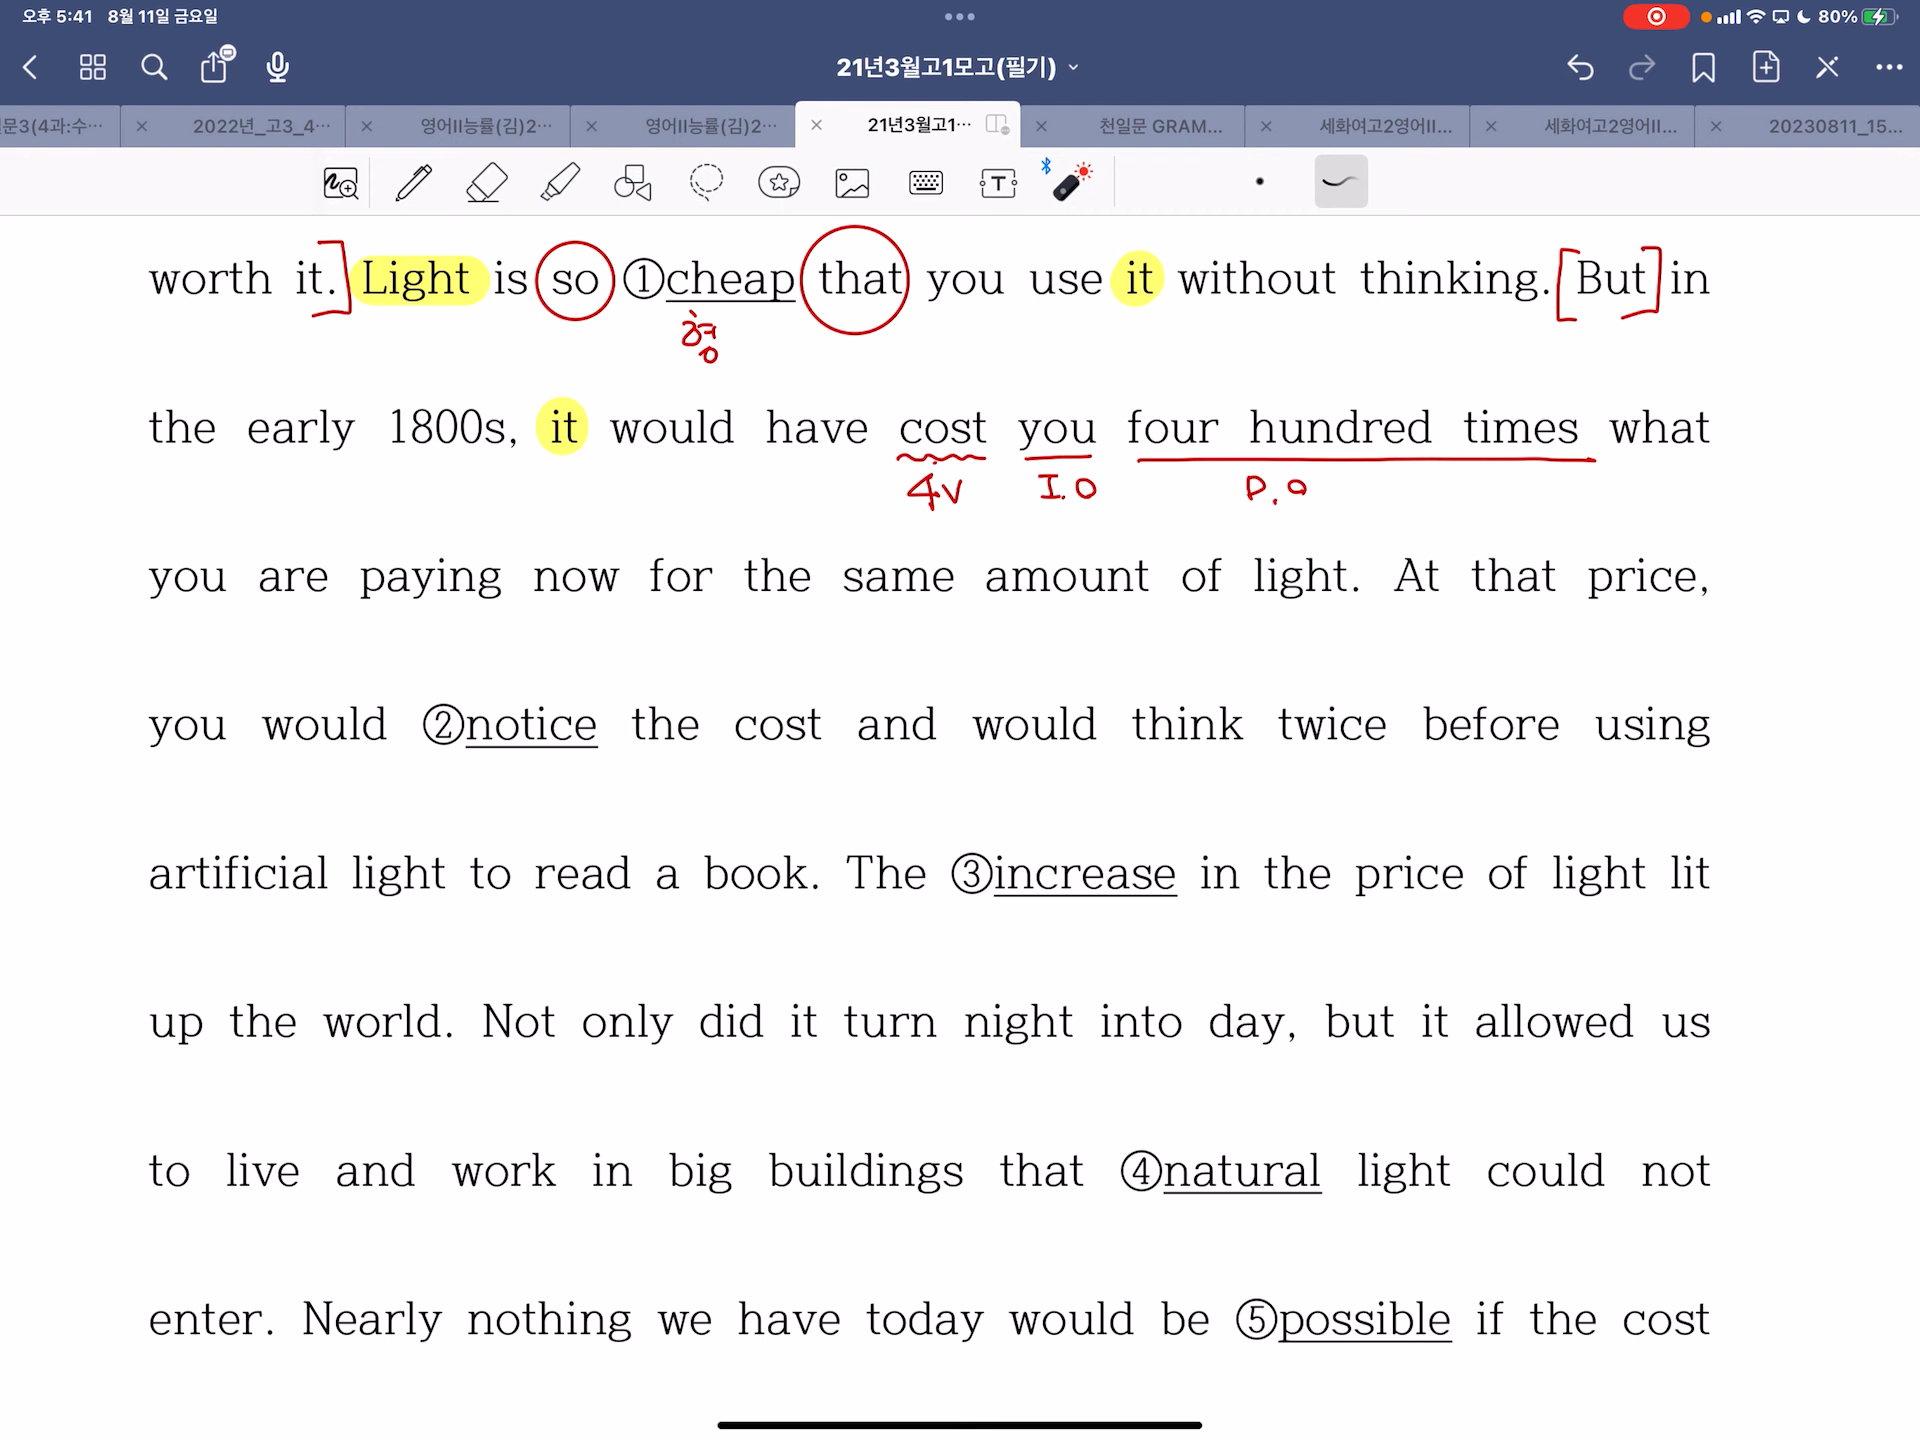 오후 5:41 8월 11일 금요일
80%
21년3월고1모고(필기)
문3(4과:수…
2022년_고3_4…
영어II능률(김)2…
영어II능률(김)2…
21년3월고1…
천일문 GRAM...
세화여고2영어II...
세화여고2영어II...
20230811_15...
worth it.] Light is so ①cheap that you use it without thinking. [But] in
형
the early 1800s, it would have cost you four hundred times what
4V I.O D.O
you are paying now for the same amount of light. At that price,
you would ②notice the cost and would think twice before using
artificial light to read a book. The ③increase in the price of light lit
up the world. Not only did it turn night into day, but it allowed us
to live and work in big buildings that ④natural light could not
enter. Nearly nothing we have today would be ⑤possible if the cost